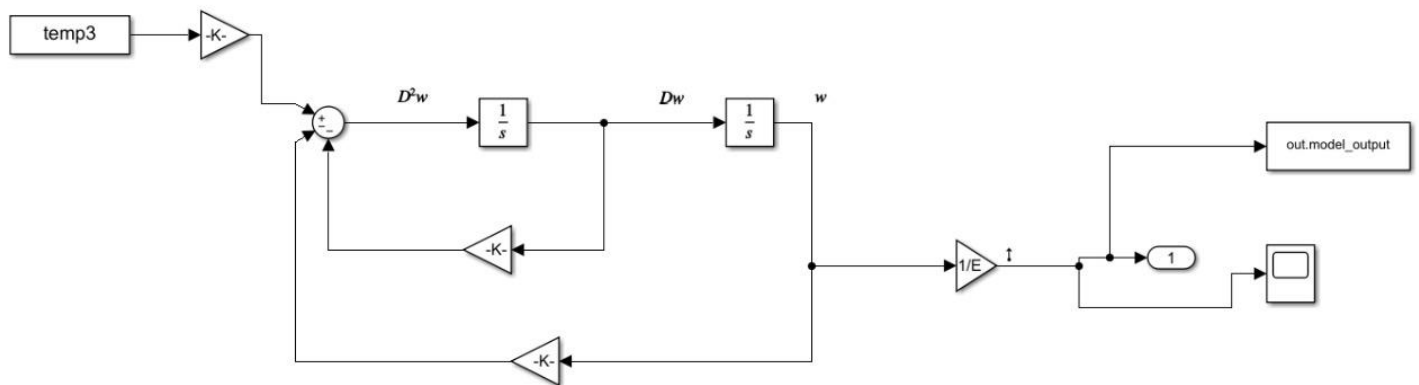 temp3
-K-
D²w
Dw
w
+
-
-
1
s
1
s
out.model_output
-K-
1/E
1
-K-